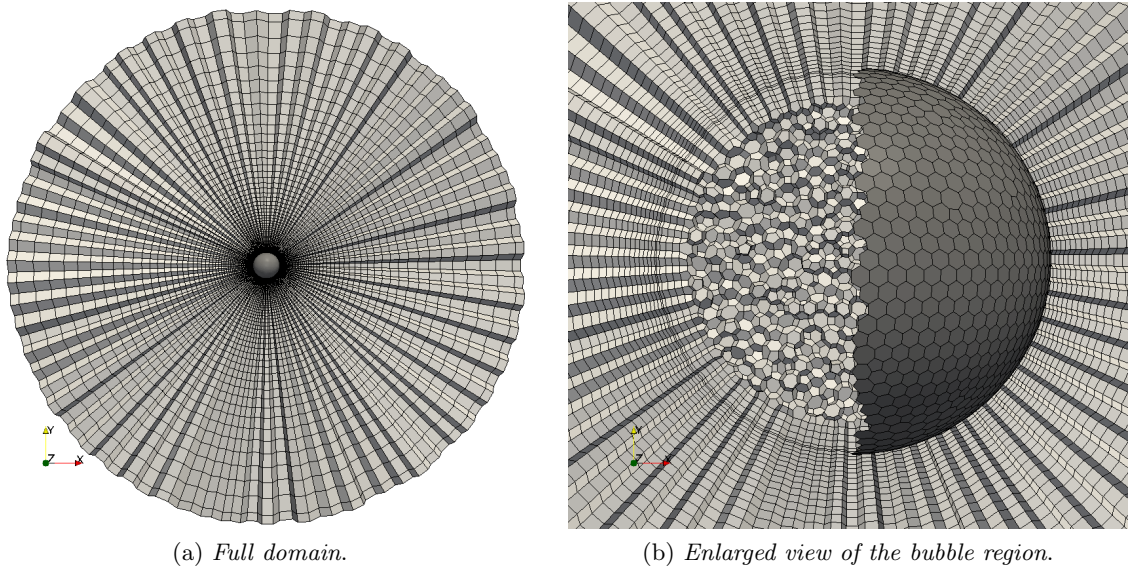 Y
Z X
Y
Z X
(a) Full domain.
(b) Enlarged view of the bubble region.